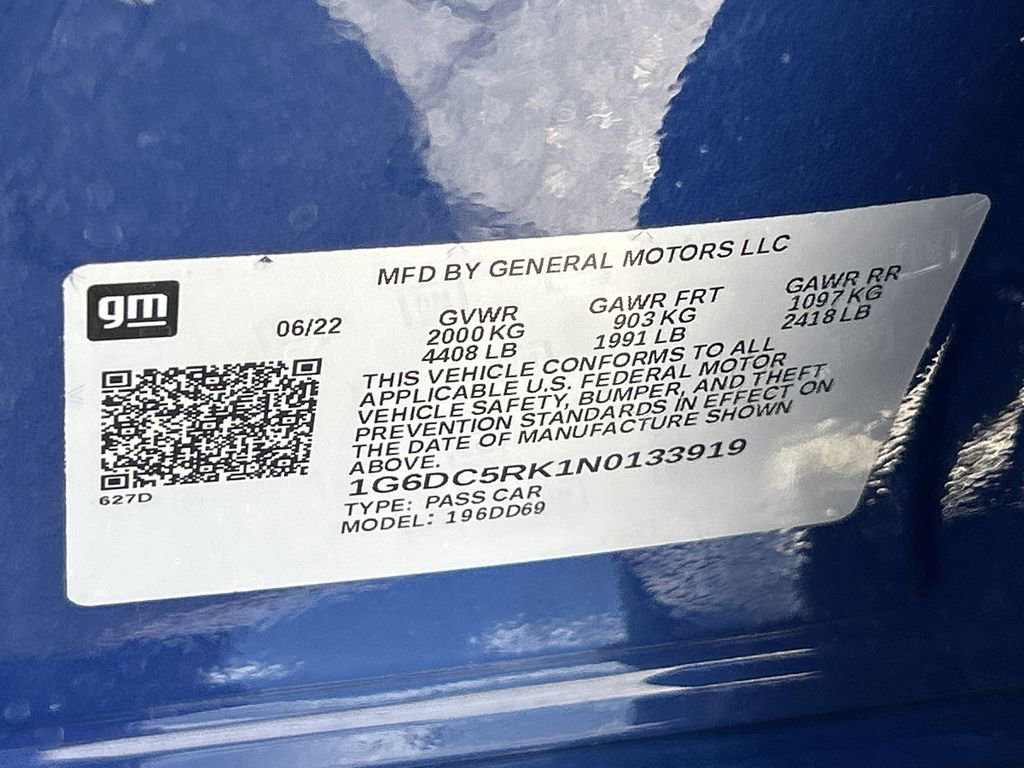 MFD BY GENERAL MOTORS LLC
gm
06/22
GVWR GAWR FRT GAWR RR
2000 KG 903 KG 1097 KG
4408 LB 1991 LB 2418 LB
THIS VEHICLE CONFORMS TO ALL
APPLICABLE U.S. FEDERAL MOTOR
VEHICLE SAFETY, BUMPER, AND THEFT
PREVENTION STANDARDS IN EFFECT ON
THE DATE OF MANUFACTURE SHOWN
ABOVE.
1G6DC5RK1N0133919
627D
TYPE: PASS CAR
MODEL: 196DD69